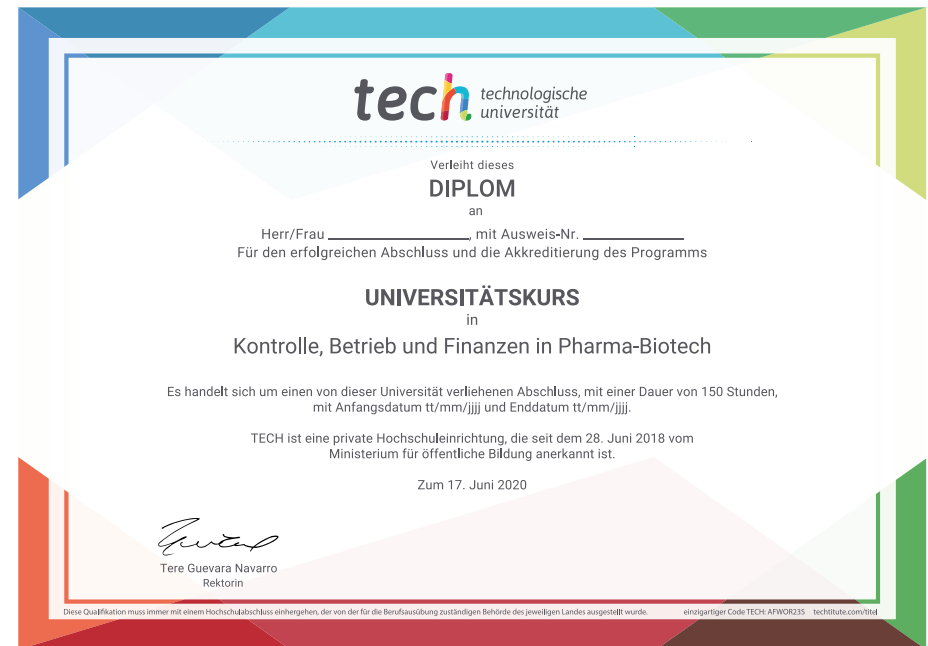 tech technologische
universität
Verleiht dieses
DIPLOM
an
Herr/Frau ____________________, mit Ausweis-Nr. ______________
Für den erfolgreichen Abschluss und die Akkreditierung des Programms
UNIVERSITÄTSKURS
in
Kontrolle, Betrieb und Finanzen in Pharma-Biotech
Es handelt sich um einen von dieser Universität verliehenen Abschluss, mit einer Dauer von 150 Stunden,
mit Anfangsdatum tt/mm/jjjj und Enddatum tt/mm/jjjj.
TECH ist eine private Hochschuleinrichtung, die seit dem 28. Juni 2018 vom
Ministerium für öffentliche Bildung anerkannt ist.
Zum 17. Juni 2020
Tere Guevara Navarro
Rektorin
Diese Qualifikation muss immer mit einem Hochschulabschluss einhergehen, der von der für die Berufsausübung zuständigen Behörde des jeweiligen Landes ausgestellt wurde. einzigartiger Code TECH: AFWOR23S techtitute.com/titel